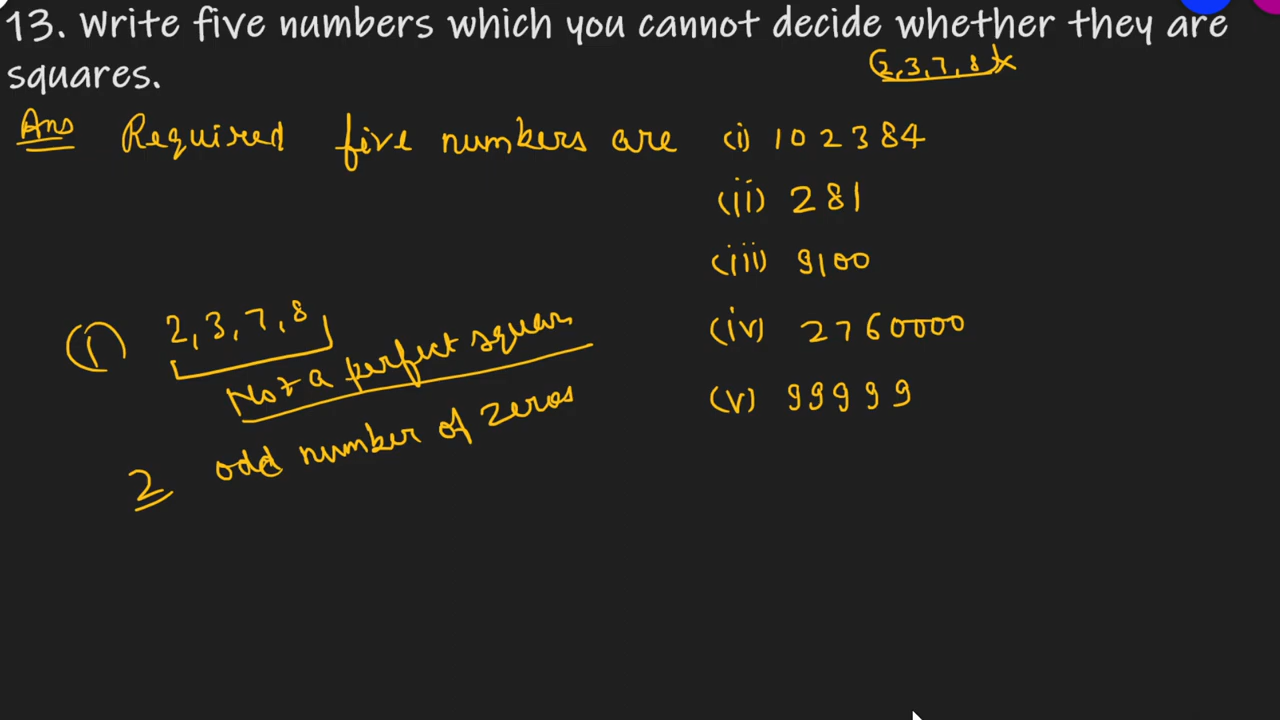 13. Write five numbers which you cannot decide whether they are
squares.
(2,3,7,8)×
Ans Required five numbers are (i) 102384
(ii) 281
(iii) 9100
(iv) 2760000
(v) 99999
(1) 2, 3, 7, 8
Not a perfect square
2 odd number of zeros